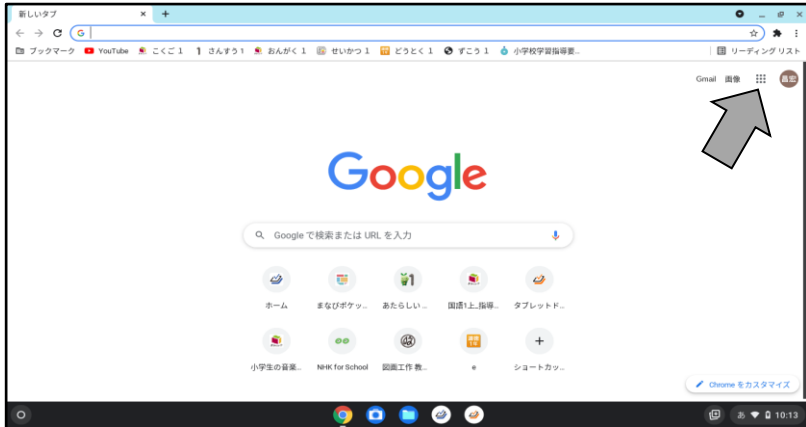 新しいタブ
G
ブックマーク YouTube こくご 1 さんすう 1 おんがく 1 せいかつ 1 どうとく 1 ずこう 1 小学校学習指導要… リーディング リスト
Gmail 画像 昌宏
Google
Google で検索または URL を入力
ホーム まなびポケッ... あたらしい ... 国語1上_指導... タブレットド...
小学生の音楽... NHK for School 図画工作 教... e ショートカッ...
Chrome をカスタマイズ
あ 10:13